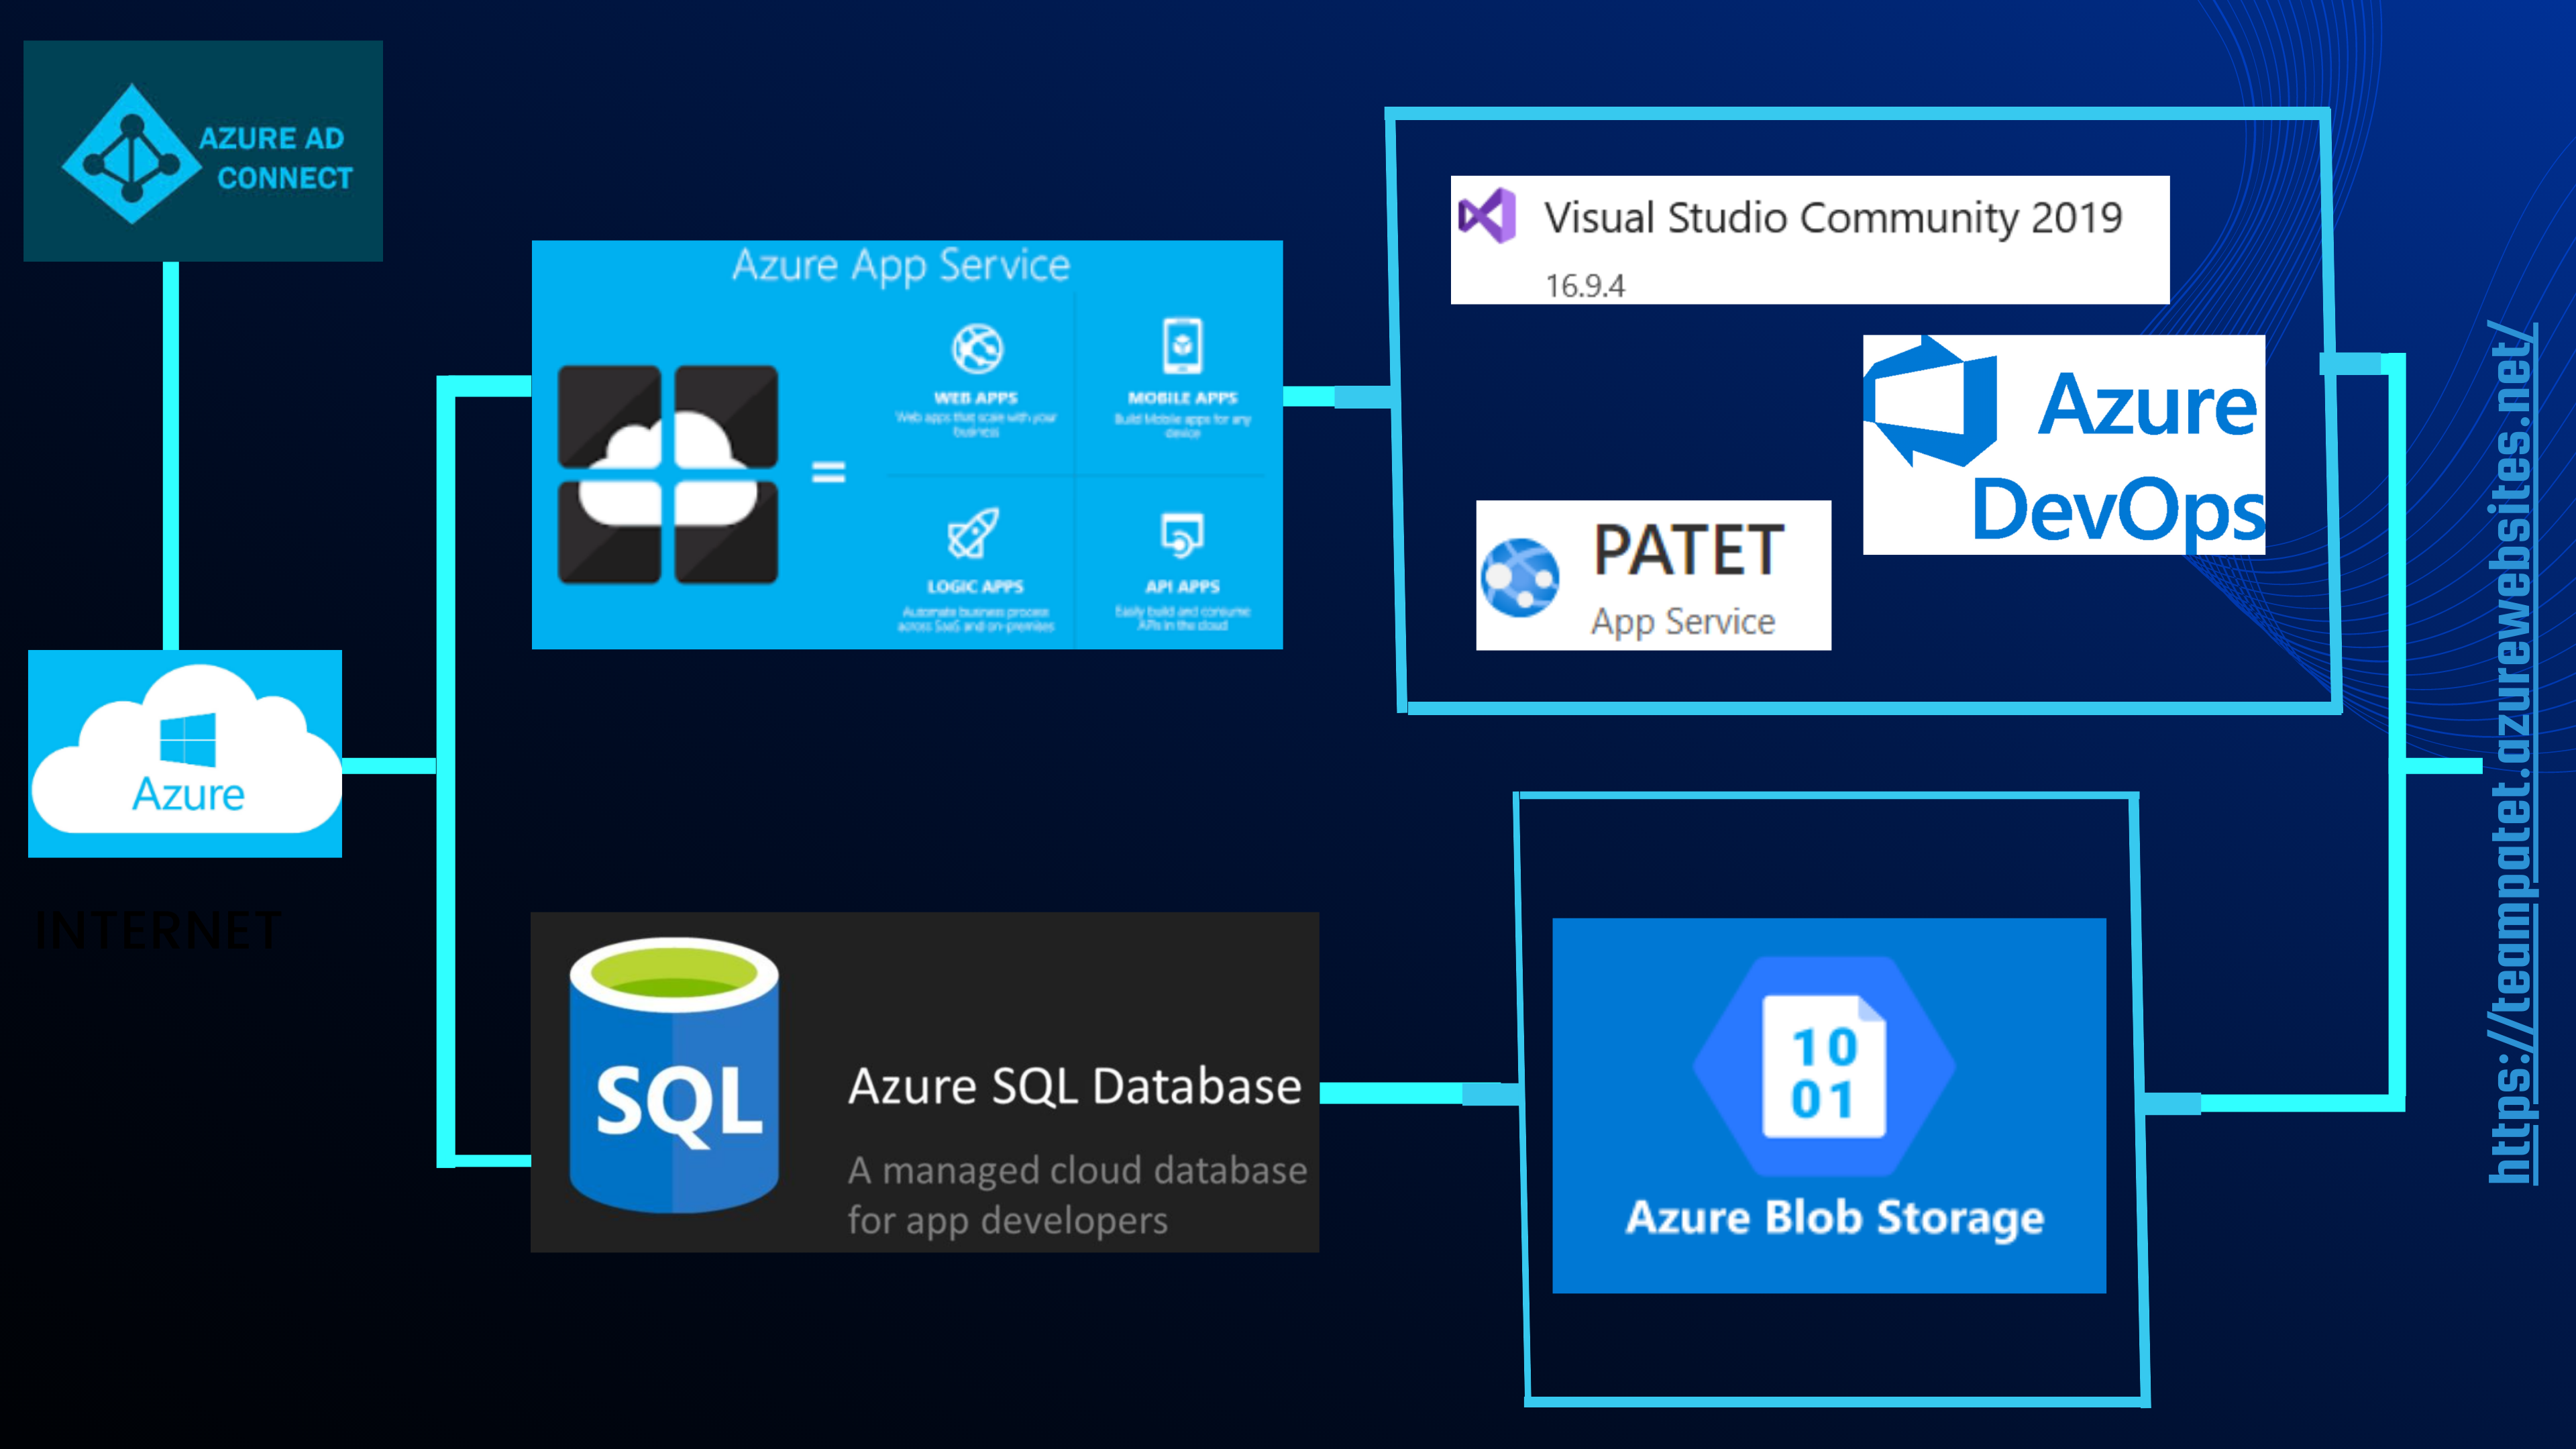 AZURE AD
CONNECT
Azure
INTERNET
Azure App Service
=
WEB APPS
Web apps that scale with your
business
MOBILE APPS
Build Mobile apps for any
device
LOGIC APPS
Automate business process
across SaaS and on-premises
API APPS
Easily build and consume
APIs in the cloud
SQL
Azure SQL Database
A managed cloud database
for app developers
Visual Studio Community 2019
16.9.4
Azure
DevOps
PATET
App Service
10
01
Azure Blob Storage
https://teampatet.azurewebsites.net/